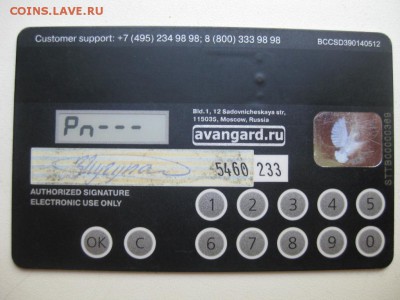 COINS.LAVE.RU
Customer support: +7 (495) 234 98 98; 8 (800) 333 98 98
BCCSD390140512
Pn---
Bld.1, 12 Sadovnicheskaya str,
115035, Moscow, Russia
avangard.ru
5460 233
STTB00000389
AUTHORIZED SIGNATURE
ELECTRONIC USE ONLY
1 2 3 4 5
OK C 6 7 8 9 0